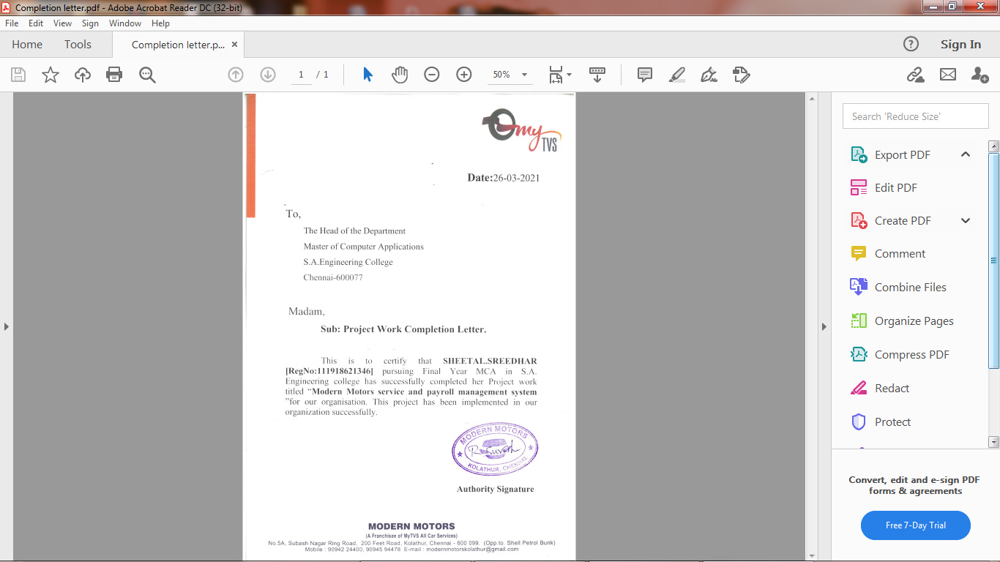 Completion letter.pdf - Adobe Acrobat Reader DC (32-bit)
File Edit View Sign Window Help
Home Tools Completion letter.p... × Sign In
1 / 1 50%
Search 'Reduce Size'
Export PDF
Edit PDF
Create PDF
Comment
Combine Files
Organize Pages
Compress PDF
Redact
Protect
Convert, edit and e-sign PDF
forms & agreements
Free 7-Day Trial
my
TVS
Date:26-03-2021
To,
The Head of the Department
Master of Computer Applications
S.A.Engineering College
Chennai-600077
Madam,
Sub: Project Work Completion Letter.
This is to certify that SHEETAL.SREEDHAR
[RegNo:111918621346] pursuing Final Year MCA in S.A.
Engineering college has successfully completed her Project work
titled “Modern Motors service and payroll management system
”for our organisation. This project has been implemented in our
organization successfully.
MODERN MOTORS
R. Suresh
KOLATHUR, CHENNAI
Authority Signature
MODERN MOTORS
(A Franchisee of MyTVS All Car Services)
No.5A, Subash Nagar Ring Road, 200 Feet Road, Kolathur, Chennai - 600 099. (Opp.to. Shell Petrol Bunk)
Mobile : 90942 24400, 90945 94478 E-mail : modernmotorskolathur@gmail.com